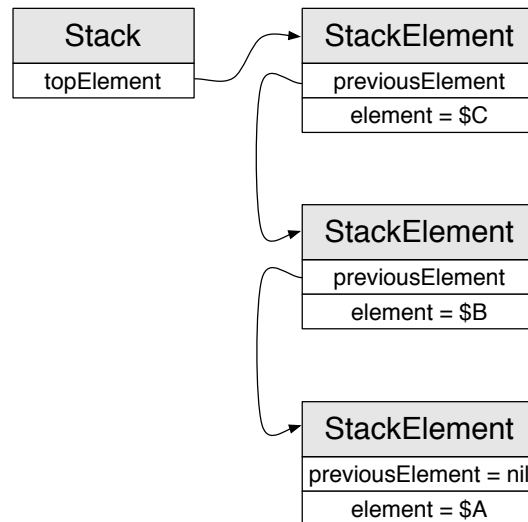 Stack
topElement
StackElement
previousElement
element = $C
StackElement
previousElement
element = $B
StackElement
previousElement = nil
element = $A